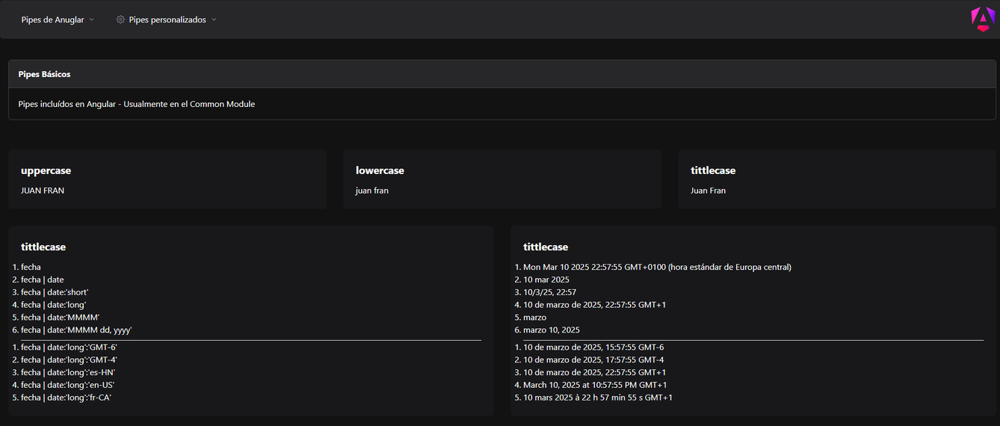 Pipes de Anuglar
Pipes personalizados
Pipes Básicos
Pipes incluídos en Angular - Usualmente en el Common Module
uppercase
JUAN FRAN
lowercase
juan fran
tittlecase
Juan Fran
tittlecase
1. fecha
2. fecha | date
3. fecha | date:'short'
4. fecha | date:'long'
5. fecha | date:'MMMM'
6. fecha | date:'MMMM dd, yyyy'
1. fecha | date:'long':'GMT-6'
2. fecha | date:'long':'GMT-4'
3. fecha | date:'long':'es-HN'
4. fecha | date:'long':'en-US'
5. fecha | date:'long':'fr-CA'
tittlecase
1. Mon Mar 10 2025 22:57:55 GMT+0100 (hora estándar de Europa central)
2. 10 mar 2025
3. 10/3/25, 22:57
4. 10 de marzo de 2025, 22:57:55 GMT+1
5. marzo
6. marzo 10, 2025
1. 10 de marzo de 2025, 15:57:55 GMT-6
2. 10 de marzo de 2025, 17:57:55 GMT-4
3. 10 de marzo de 2025, 22:57:55 GMT+1
4. March 10, 2025 at 10:57:55 PM GMT+1
5. 10 mars 2025 à 22 h 57 min 55 s GMT+1